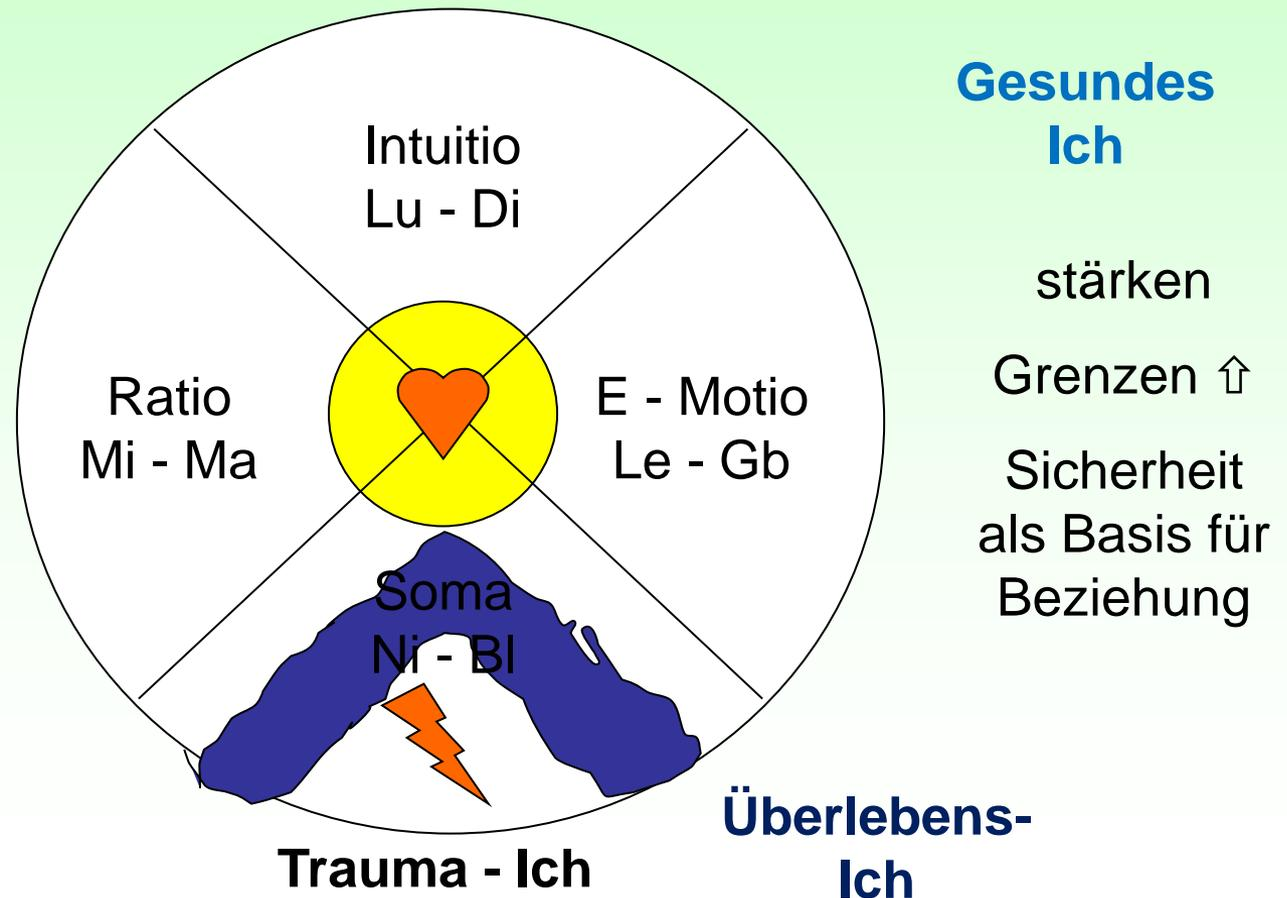 Intuitio
Lu - Di
Ratio
Mi - Ma
E - Motio
Le - Gb
Soma
Ni - Bl
Trauma - Ich
Überlebens-
Ich
Gesundes
Ich
stärken
Grenzen ⇧
Sicherheit
als Basis für
Beziehung